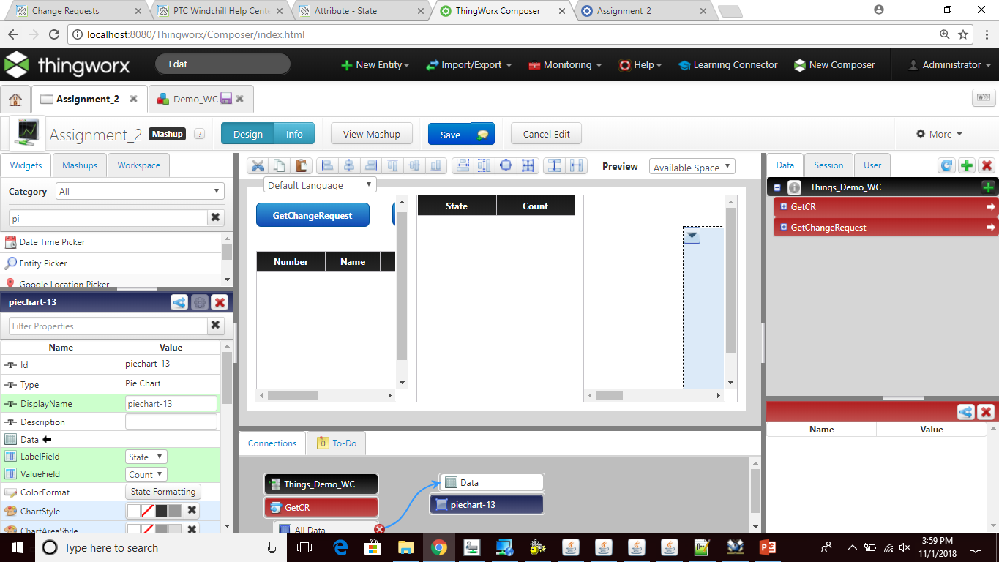 Change Requests
PTC Windchill Help Cente
Attribute - State
ThingWorx Composer
Assignment_2
localhost:8080/Thingworx/Composer/index.html
thingworx
+dat
New Entity
Import/Export
Monitoring
Help
Learning Connector
New Composer
Administrator
Assignment_2
Demo_WC
Assignment_2
Mashup
?
Design
Info
View Mashup
Save
Cancel Edit
More
Widgets
Mashups
Workspace
Category
All
pi
Date Time Picker
Entity Picker
Google Location Picker
piechart-13
Filter Properties
Name
Value
Id
piechart-13
Type
Pie Chart
DisplayName
piechart-13
Description
Data
LabelField
State
ValueField
Count
ColorFormat
State Formatting
ChartStyle
ChartAreaStyle
Preview
Available Space
Default Language
GetChangeRequest
Number
Name
State
Count
Connections
0
To-Do
Things_Demo_WC
GetCR
All Data
Data
piechart-13
Data
Session
User
Things_Demo_WC
GetCR
GetChangeRequest
Name
Value
Type here to search
3:59 PM
11/1/2018